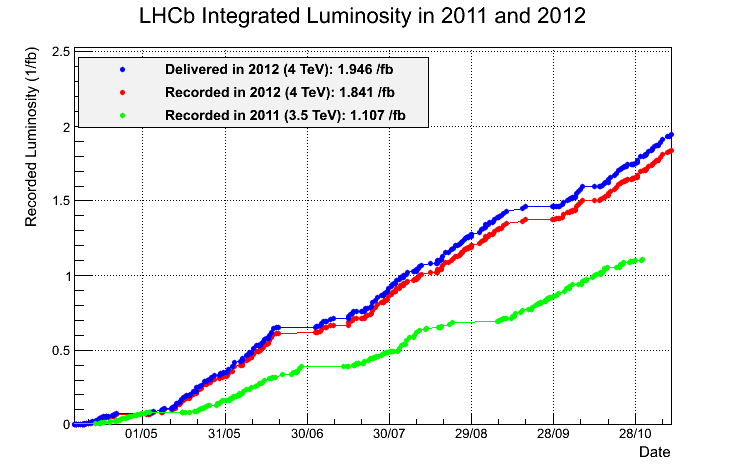 LHCb Integrated Luminosity in 2011 and 2012
Recorded Luminosity (1/fb)
2.5
Delivered in 2012 (4 TeV): 1.946 /fb
Recorded in 2012 (4 TeV): 1.841 /fb
Recorded in 2011 (3.5 TeV): 1.107 /fb
2
1.5
1
0.5
0
01/05 31/05 30/06 30/07 29/08 28/09 28/10
Date